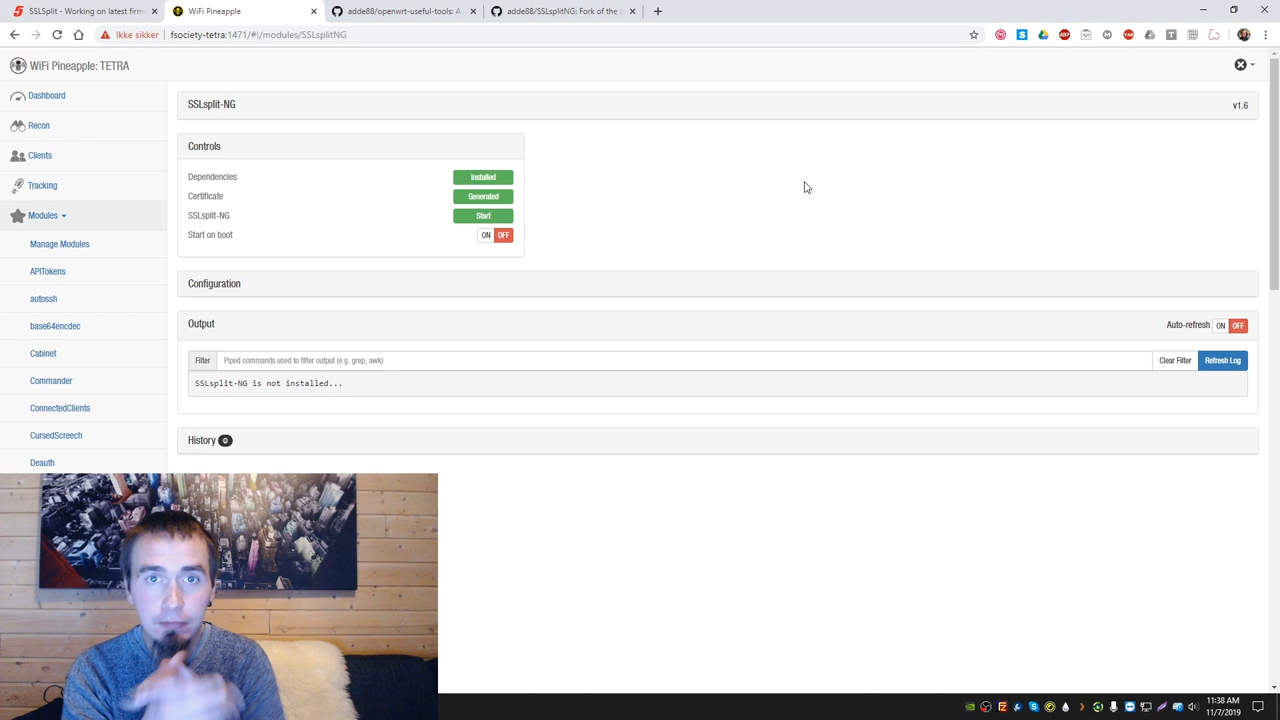 SSLSplit - Working on latest firm
WiFi Pineapple
adde88/openwrt-useful-tools: A
adde88/SSLsplitNG: Fork of the
Ikke sikker
fsociety-tetra:1471/#!/modules/SSLsplitNG
WiFi Pineapple: TETRA
Dashboard
Recon
Clients
Tracking
Modules
Manage Modules
APITokens
autossh
base64encdec
Cabinet
Commander
ConnectedClients
CursedScreech
Deauth
SSLsplit-NG
v1.6
Controls
Dependencies Installed
Certificate Generated
SSLsplit-NG Start
Start on boot ON OFF
Configuration
Output
Auto-refresh ON OFF
Filter Piped commands used to filter output (e.g. grep, awk) Clear Filter Refresh Log
SSLsplit-NG is not installed...
History 0
11:38 AM
11/7/2019